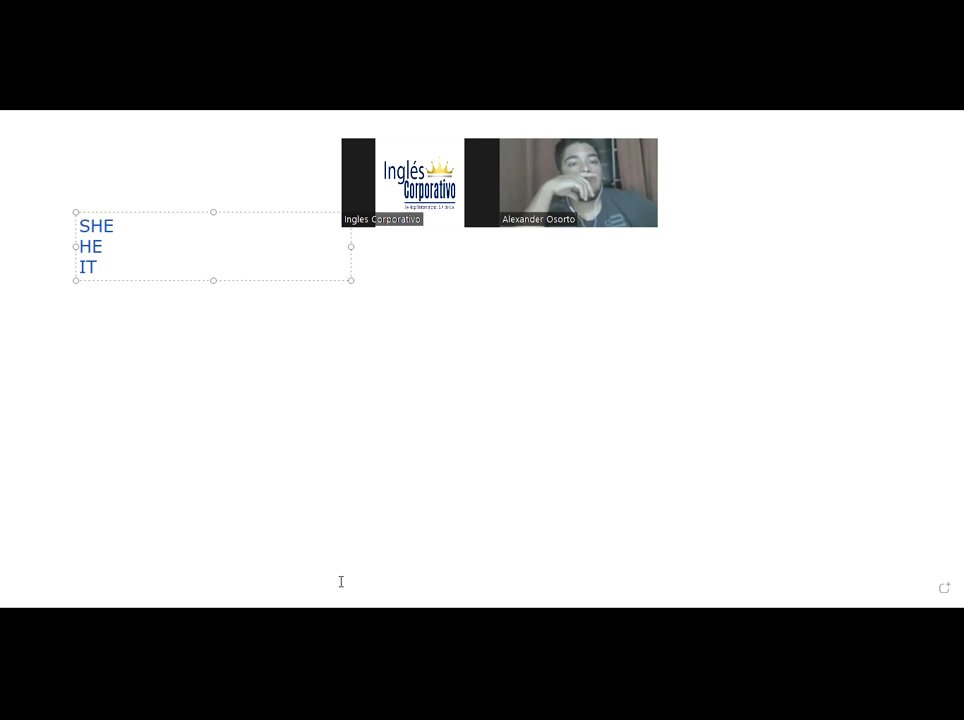 Inglés
Corporativo
Ingles Corporativo
Alexander Osorto
SHE
HE
IT